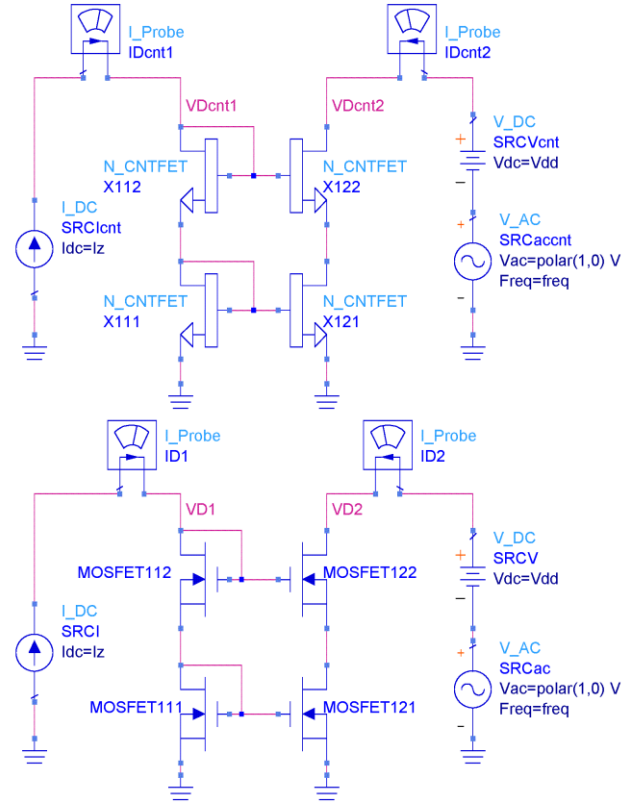 I_Probe
IDcnt1
I_Probe
IDcnt2
VDcnt1
VDcnt2
V_DC
SRCVcnt
Vdc=Vdd
+
−
N_CNTFET
X112
N_CNTFET
X122
I_DC
SRCIcnt
Idc=Iz
V_AC
SRCaccnt
Vac=polar(1,0) V
Freq=freq
+
−
N_CNTFET
X111
N_CNTFET
X121
I_Probe
ID1
I_Probe
ID2
VD1
VD2
V_DC
SRCV
Vdc=Vdd
+
−
MOSFET112
MOSFET122
I_DC
SRCI
Idc=Iz
V_AC
SRCac
Vac=polar(1,0) V
Freq=freq
+
−
MOSFET111
MOSFET121